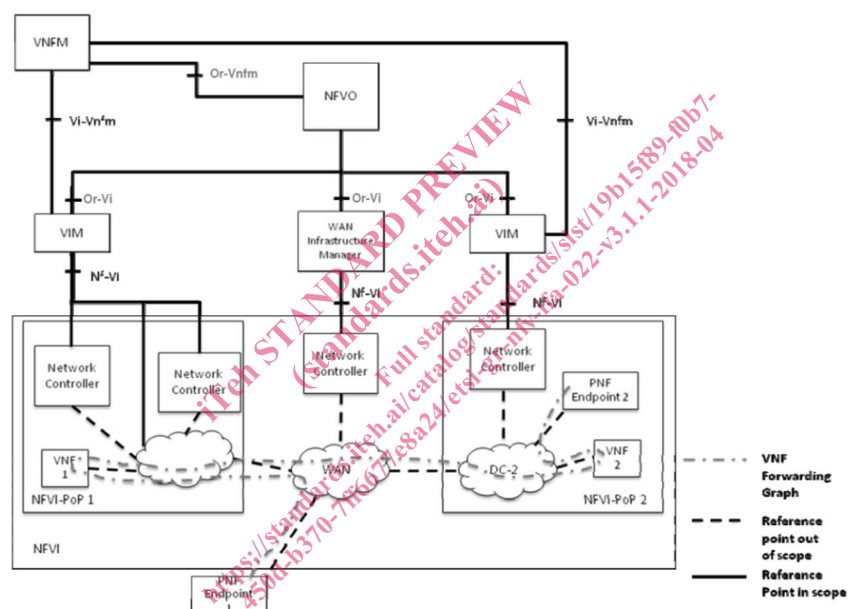 VNFM
Or-Vnfm
NFVO
Vi-Vnfm
Vi-Vnfm
Or-Vi
Or-Vi
Or-Vi
VIM
WAN
Infrastructure
Manager
VIM
Nf-Vi
Nf-Vi
Nf-Vi
Network
Controller
Network
Controller
Network
Controller
Network
Controller
PNF
Endpoint 2
VNF
1
WAN
DC-2
VNF
2
NFVI-PoP 1
NFVI-PoP 2
NFVI
PNF
Endpoint
1
VNF
Forwarding
Graph
Reference
point out
of scope
Reference
Point in scope
iTeh STANDARD PREVIEW
(standards.iteh.ai)
Full standard:
https://standards.iteh.ai/catalog/standards/sist/19b15f89-f0b7-
450d-b370-7ff6677e8a24/etsi-gr-nfv-ifa-022-v3.1.1-2018-04